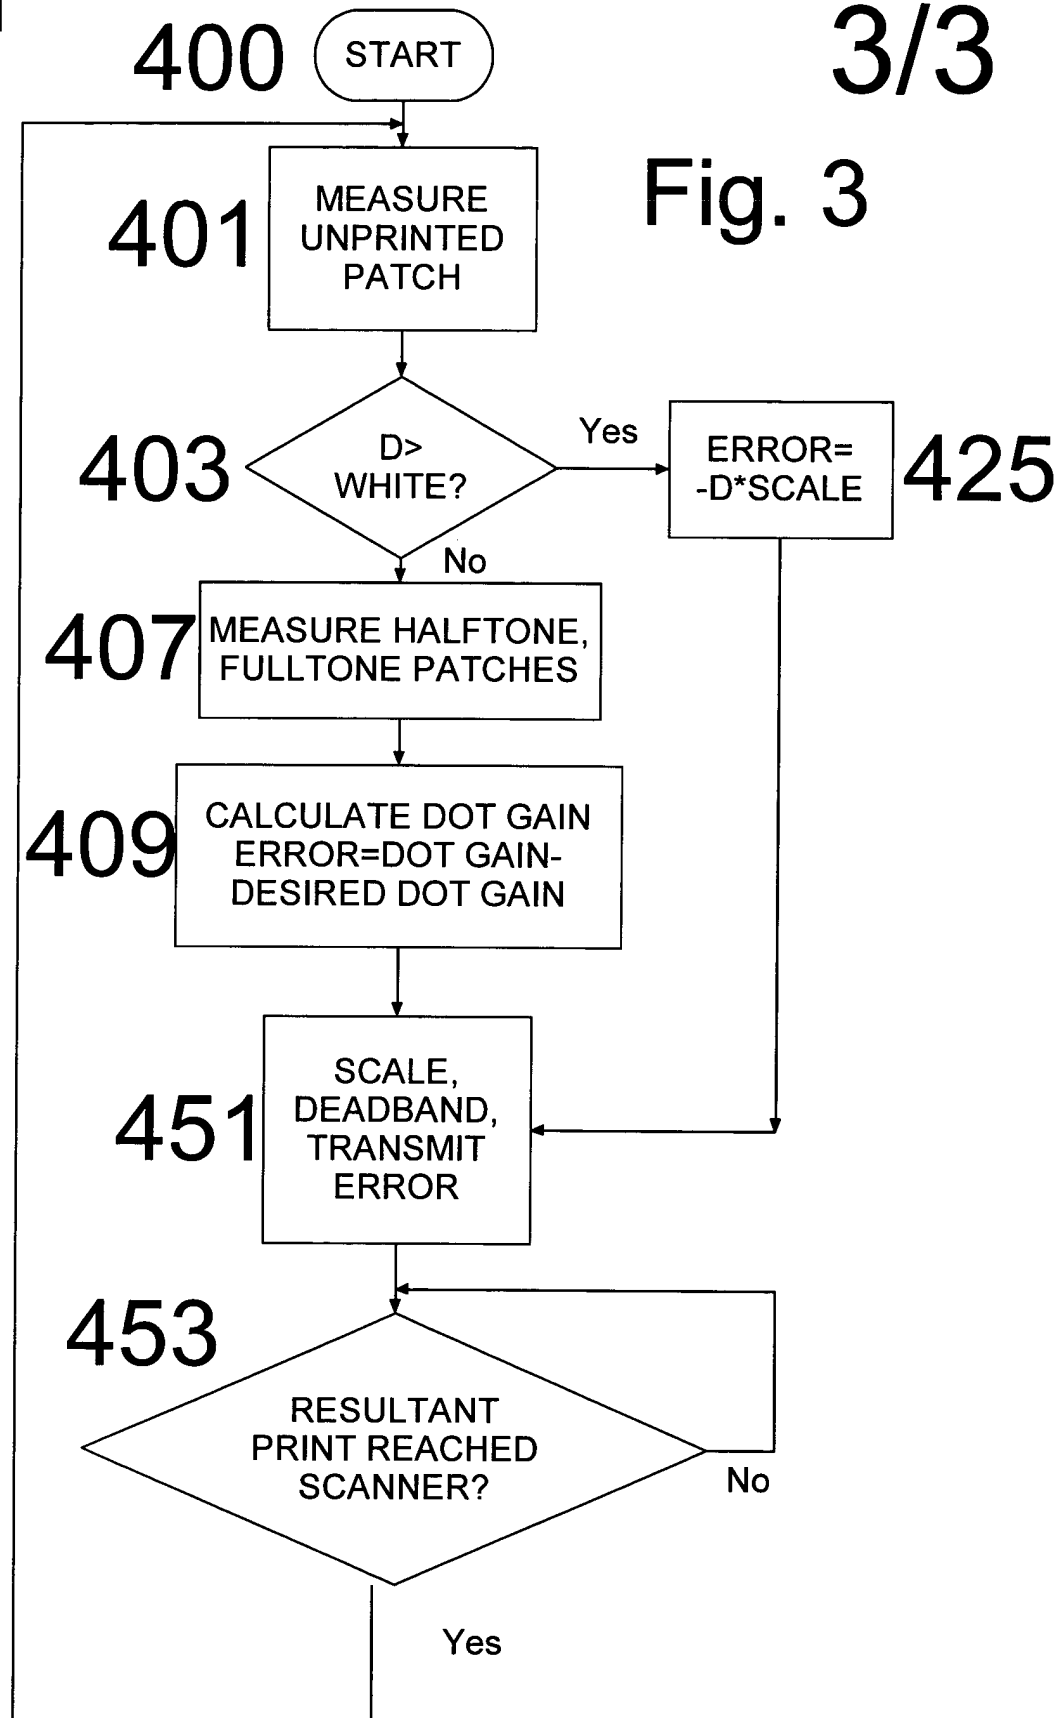 3/3
Fig. 3
400
START
401
MEASURE
UNPRINTED
PATCH
403
D>
WHITE?
Yes
ERROR=
-D*SCALE
425
No
407
MEASURE HALFTONE,
FULLTONE PATCHES
409
CALCULATE DOT GAIN
ERROR=DOT GAIN-
DESIRED DOT GAIN
451
SCALE,
DEADBAND,
TRANSMIT
ERROR
453
RESULTANT
PRINT REACHED
SCANNER?
No
Yes